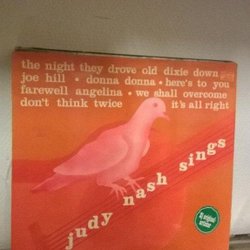 the night they drove old dixie down
joe hill • donna donna • here's to you
farewell angelina • we shall overcome
don't think twice it's all right
judy nash sings